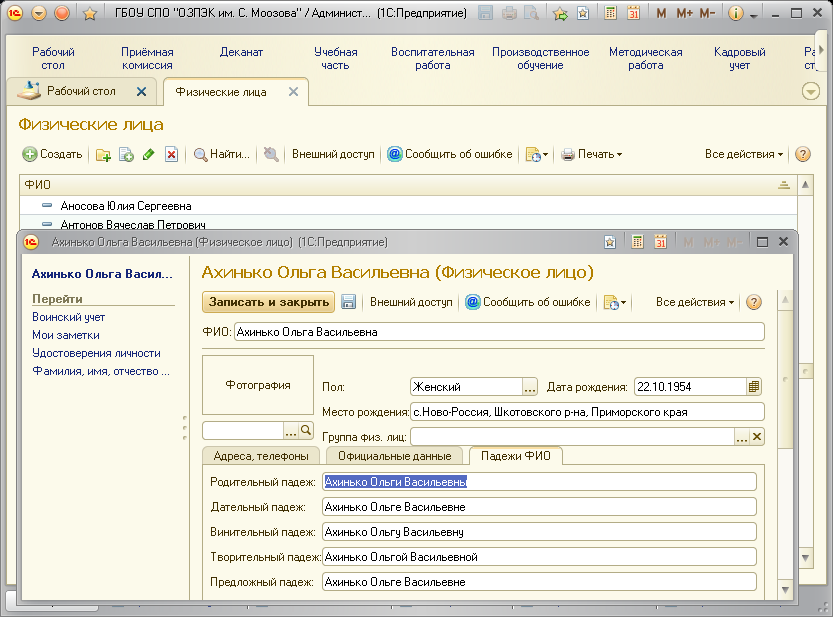 ГБОУ СПО "ОЗПЭК им. С. Моозова" / Админист... (1С:Предприятие)
M M+ M-
Рабочий стол
Приёмная комиссия
Деканат
Учебная часть
Воспитательная работа
Производственное обучение
Методическая работа
Кадровый учет
Рабочий стол
Физические лица
Физические лица
Создать
Найти...
Внешний доступ
Сообщить об ошибке
Печать
Все действия
ФИО
Аносова Юлия Сергеевна
Антонов Вячеслав Петрович
Ахинько Ольга Васильевна (Физическое лицо) (1С:Предприятие)
M M+ M-
Ахинько Ольга Васил...
Перейти
Воинский учет
Мои заметки
Удостоверения личности
Фамилия, имя, отчество ...
Ахинько Ольга Васильевна (Физическое лицо)
Записать и закрыть
Внешний доступ
Сообщить об ошибке
Все действия
ФИО: Ахинько Ольга Васильевна
Фотография
Пол: Женский ... Дата рождения: 22.10.1954
Место рождения: с.Ново-Россия, Шкотовского р-на, Приморского края
...
Группа Физ. лиц: ...
Адреса, телефоны
Официальные данные
Падежи ФИО
Родительный падеж: Ахинько Ольги Васильевны
Дательный падеж: Ахинько Ольге Васильевне
Винительный падеж: Ахинько Ольгу Васильевну
Творительный падеж: Ахинько Ольгой Васильевной
Предложный падеж: Ахинько Ольге Васильевне